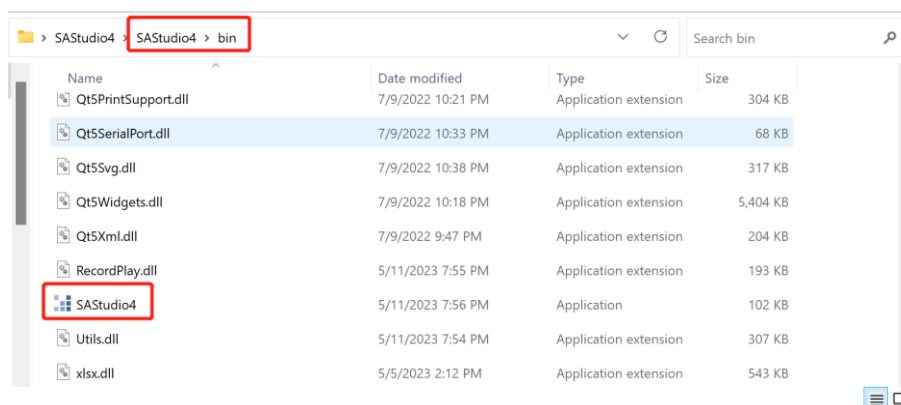 SAStudio4 > SAStudio4 > bin Search bin
Name Date modified Type Size
Qt5PrintSupport.dll 7/9/2022 10:21 PM Application extension 304 KB
Qt5SerialPort.dll 7/9/2022 10:33 PM Application extension 68 KB
Qt5Svg.dll 7/9/2022 10:38 PM Application extension 317 KB
Qt5Widgets.dll 7/9/2022 10:18 PM Application extension 5,404 KB
Qt5Xml.dll 7/9/2022 9:47 PM Application extension 204 KB
RecordPlay.dll 5/11/2023 7:55 PM Application extension 193 KB
SAStudio4 5/11/2023 7:56 PM Application 102 KB
Utils.dll 5/11/2023 7:54 PM Application extension 307 KB
xlsx.dll 5/5/2023 2:12 PM Application extension 543 KB